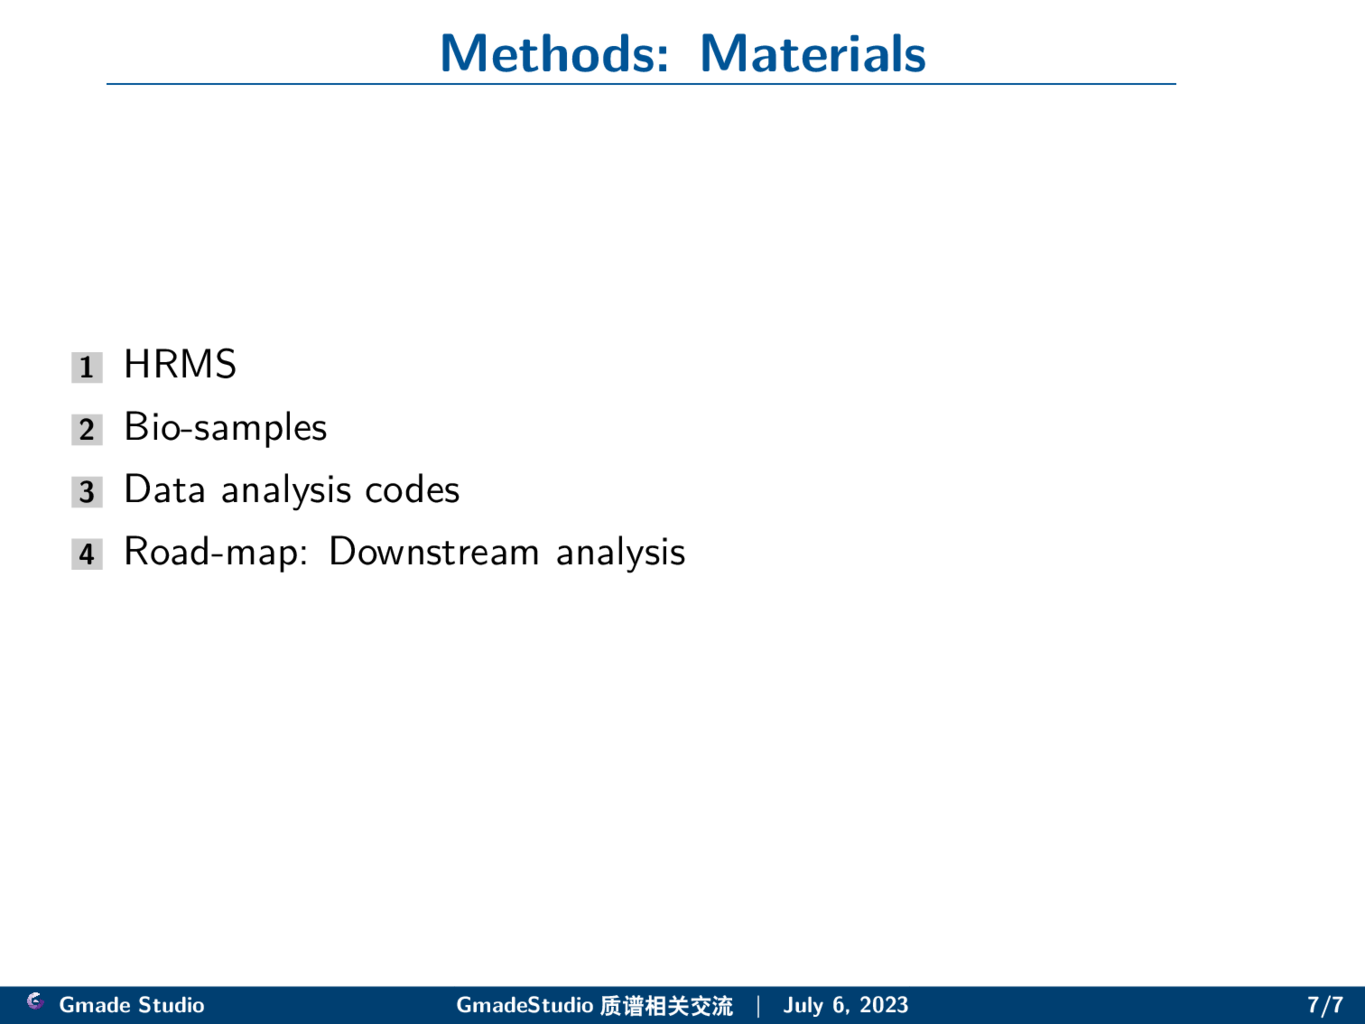 Methods: Materials
1 HRMS
2 Bio-samples
3 Data analysis codes
4 Road-map: Downstream analysis
Gmade Studio GmadeStudio 质谱相关交流 | July 6, 2023 7/7